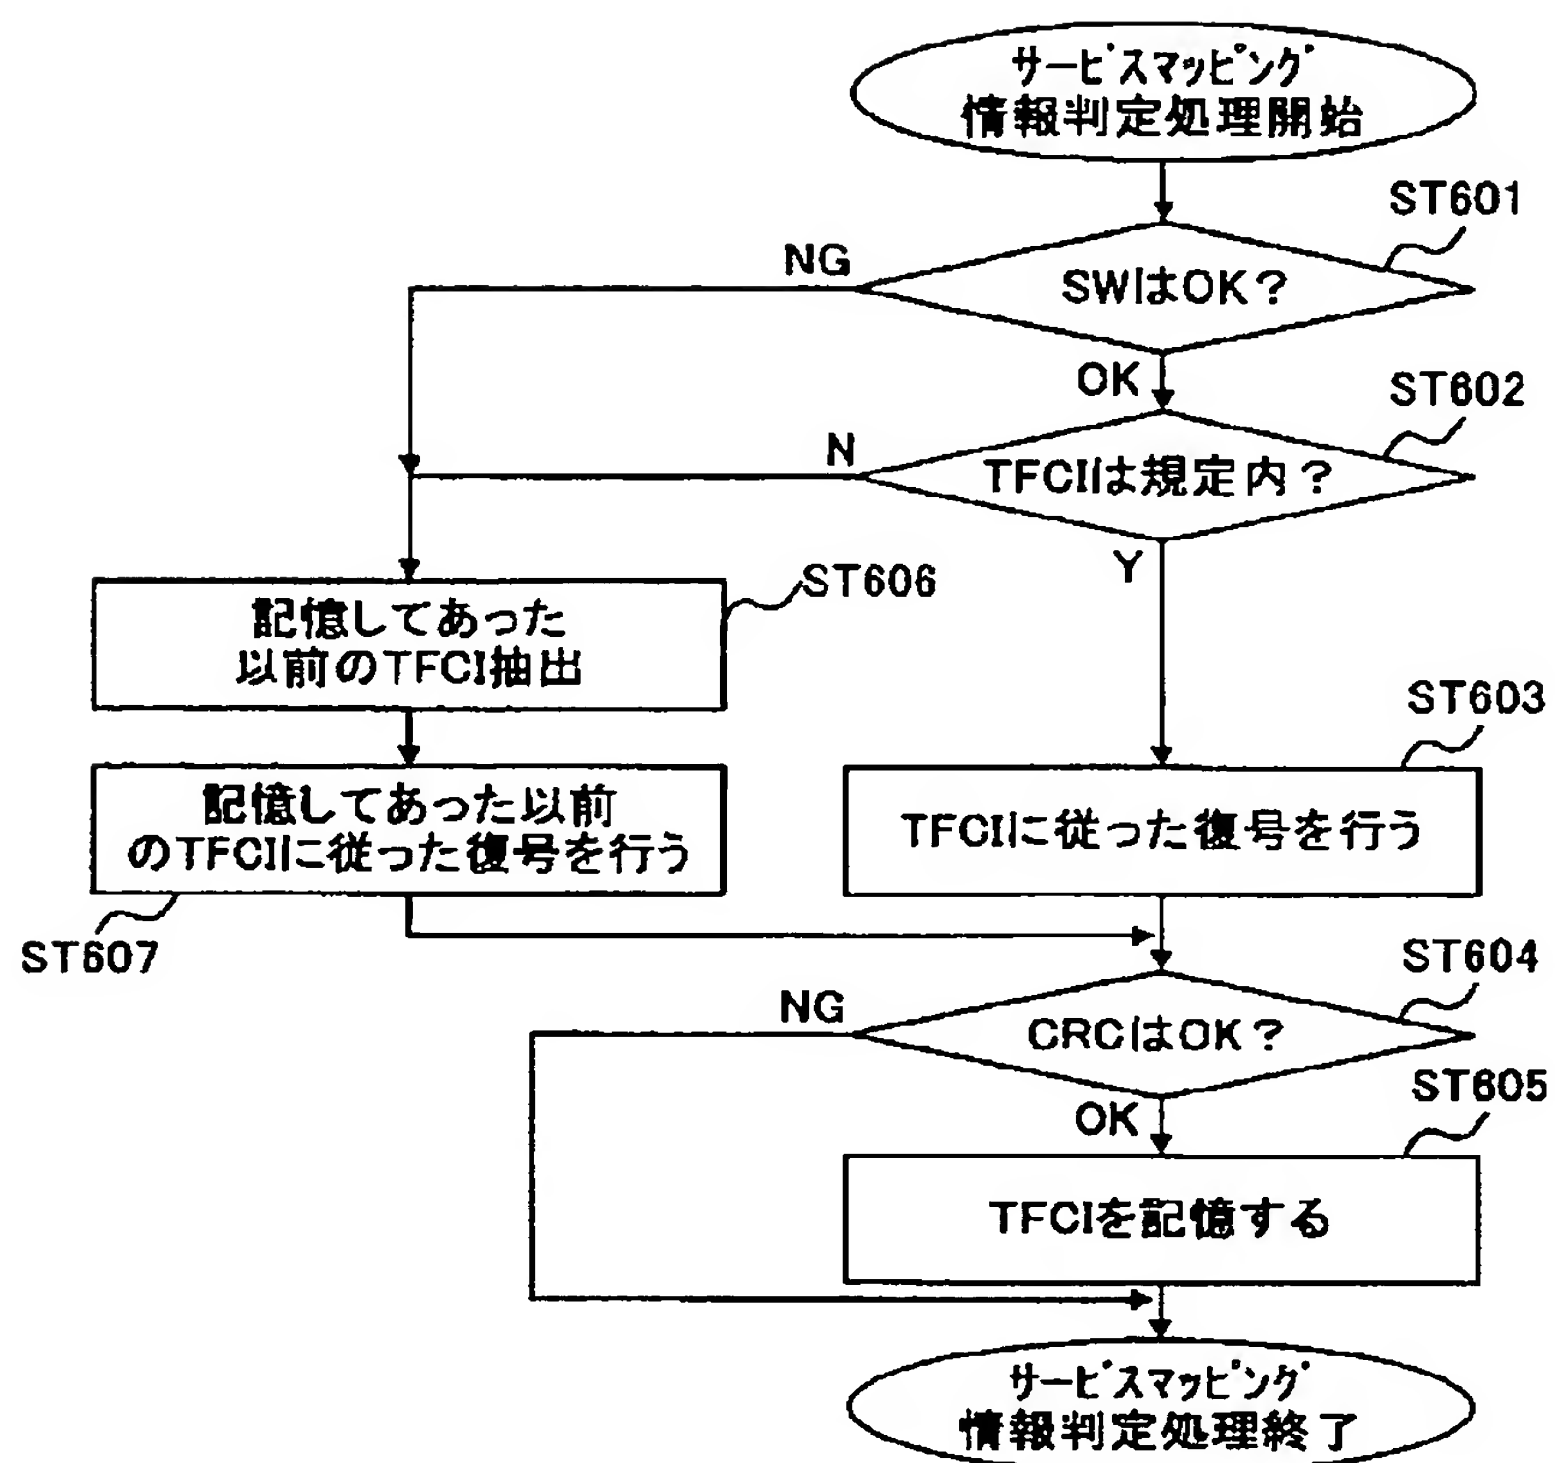 サービスマッピング
情報判定処理開始
ST601
NG
SWはOK?
OK
ST602
N
TFCIは規定内?
Y
ST606
記憶してあった
以前のTFCI抽出
ST603
記憶してあった以前
のTFCIに従った復号を行う
TFCIに従った復号を行う
ST607
ST604
NG
CRCはOK?
ST605
OK
TFCIを記憶する
サービスマッピング
情報判定処理終了